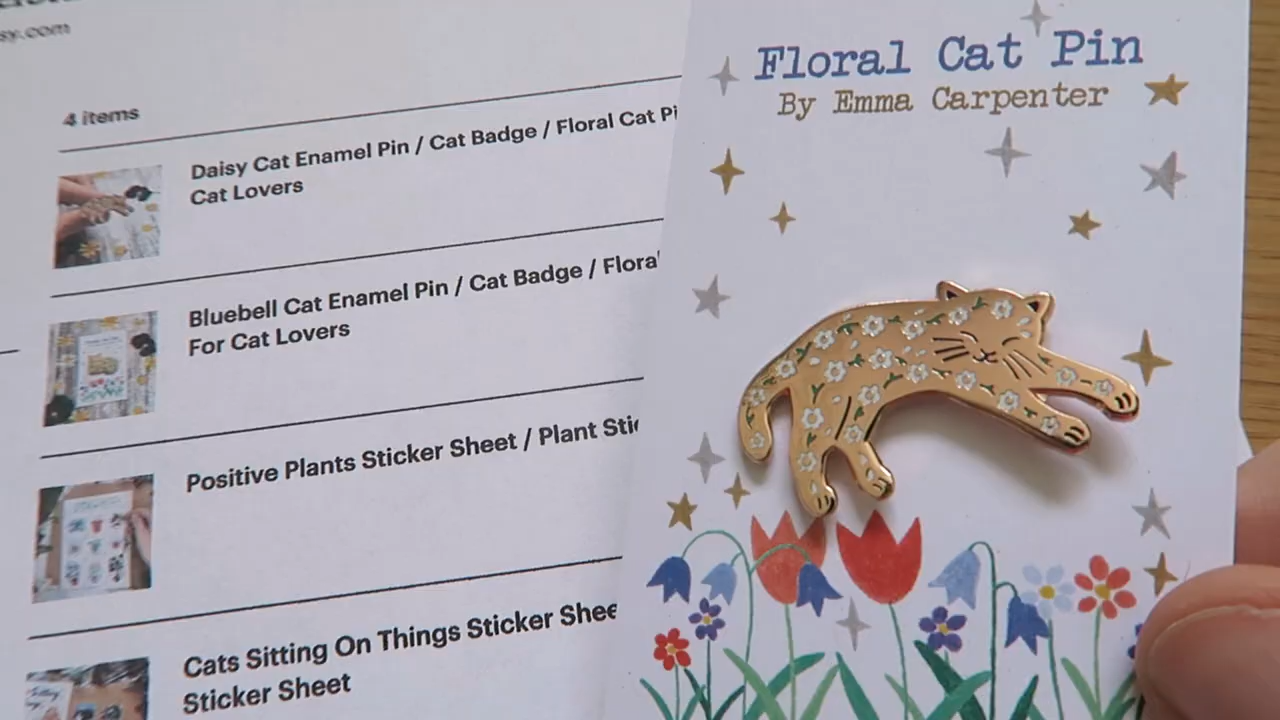 sy.com
4 items
Daisy Cat Enamel Pin / Cat Badge / Floral Cat Pi
Cat Lovers
Bluebell Cat Enamel Pin / Cat Badge / Floral
For Cat Lovers
Positive Plants Sticker Sheet / Plant Stic
Cats Sitting On Things Sticker Shee
Sticker Sheet
Floral Cat Pin
By Emma Carpenter